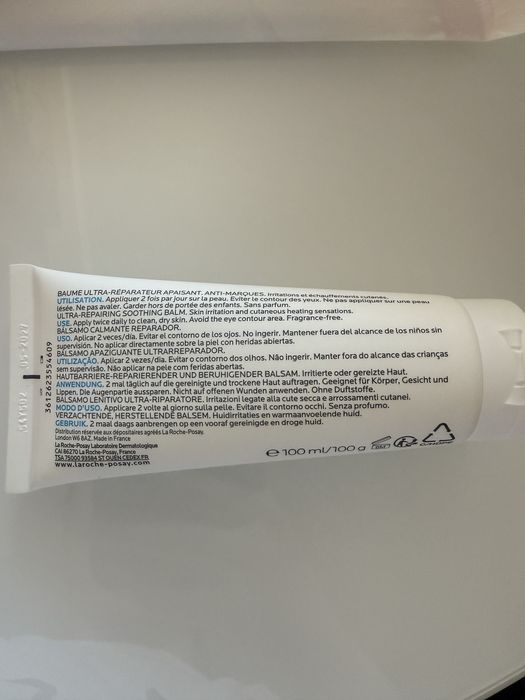 BAUME ULTRA-RÉPARATEUR APAISANT. ANTI-MARQUES. Irritations et échauffements cutanés.
UTILISATION. Appliquer 2 fois par jour sur la peau. Eviter le contour des yeux. Ne pas appliquer sur une peau
lésée. Ne pas avaler. Garder hors de portée des enfants. Sans parfum.
ULTRA-REPAIRING SOOTHING BALM. Skin irritation and cutaneous heating sensations.
USE. Apply twice daily to clean, dry skin. Avoid the eye contour area. Fragrance-free.
BÁLSAMO CALMANTE REPARADOR.
USO. Aplicar 2 veces/día. Evitar el contorno de los ojos. No ingerir. Mantener fuera del alcance de los niños sin
supervisión. No aplicar directamente sobre la piel con heridas abiertas.
BÁLSAMO APAZIGUANTE ULTRARREPARADOR.
UTILIZAÇÃO. Aplicar 2 vezes/dia. Evitar o contorno dos olhos. Não ingerir. Manter fora do alcance das crianças
sem supervisão. Não aplicar na pele com feridas abertas.
HAUTBARRIERE-REPARIERENDER UND BERUHIGENDER BALSAM. Irritierte oder gereizte Haut.
ANWENDUNG. 2 mal täglich auf die gereinigte und trockene Haut auftragen. Geeignet für Körper, Gesicht und
Lippen. Die Augenpartie aussparen. Nicht auf offenen Wunden anwenden. Ohne Duftstoffe.
BALSAMO LENITIVO ULTRA-RIPARATORE. Irritazioni legate alla cute secca e arrossamenti cutanei.
MODO D'USO. Applicare 2 volte al giorno sulla pelle. Evitare il contorno occhi. Senza profumo.
VERZACHTENDE, HERSTELLENDE BALSEM. Huidirritaties en warmaanvoelende huid.
GEBRUIK. 2 maal daags aanbrengen op een vooraf gereinigde en droge huid.
Distribution réservée aux dépositaires agréés La Roche-Posay.
London W6 8AZ. Made in France
La Roche-Posay Laboratoire Dermatologique
CAI 86270 La Roche-Posay, France
TSA 75000 93584 ST OUEN CEDEX FR
www.laroche-posay.com
e 100 ml/100 g
3612623554609
05 2027